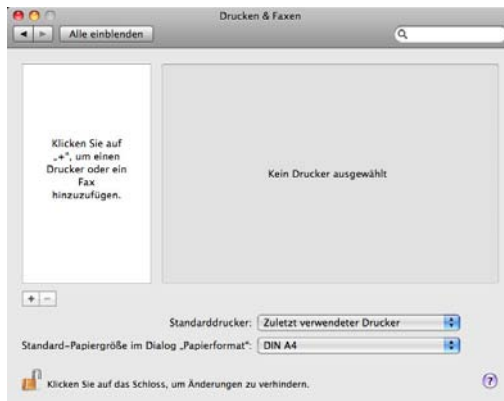 Drucken & Faxen
Alle einblenden
Klicken Sie auf
„+“, um einen
Drucker oder ein
Fax
hinzuzufügen.
Kein Drucker ausgewählt
+ −
Standarddrucker: Zuletzt verwendeter Drucker
Standard-Papiergröße im Dialog „Papierformat“: DIN A4
Klicken Sie auf das Schloss, um Änderungen zu verhindern.
?